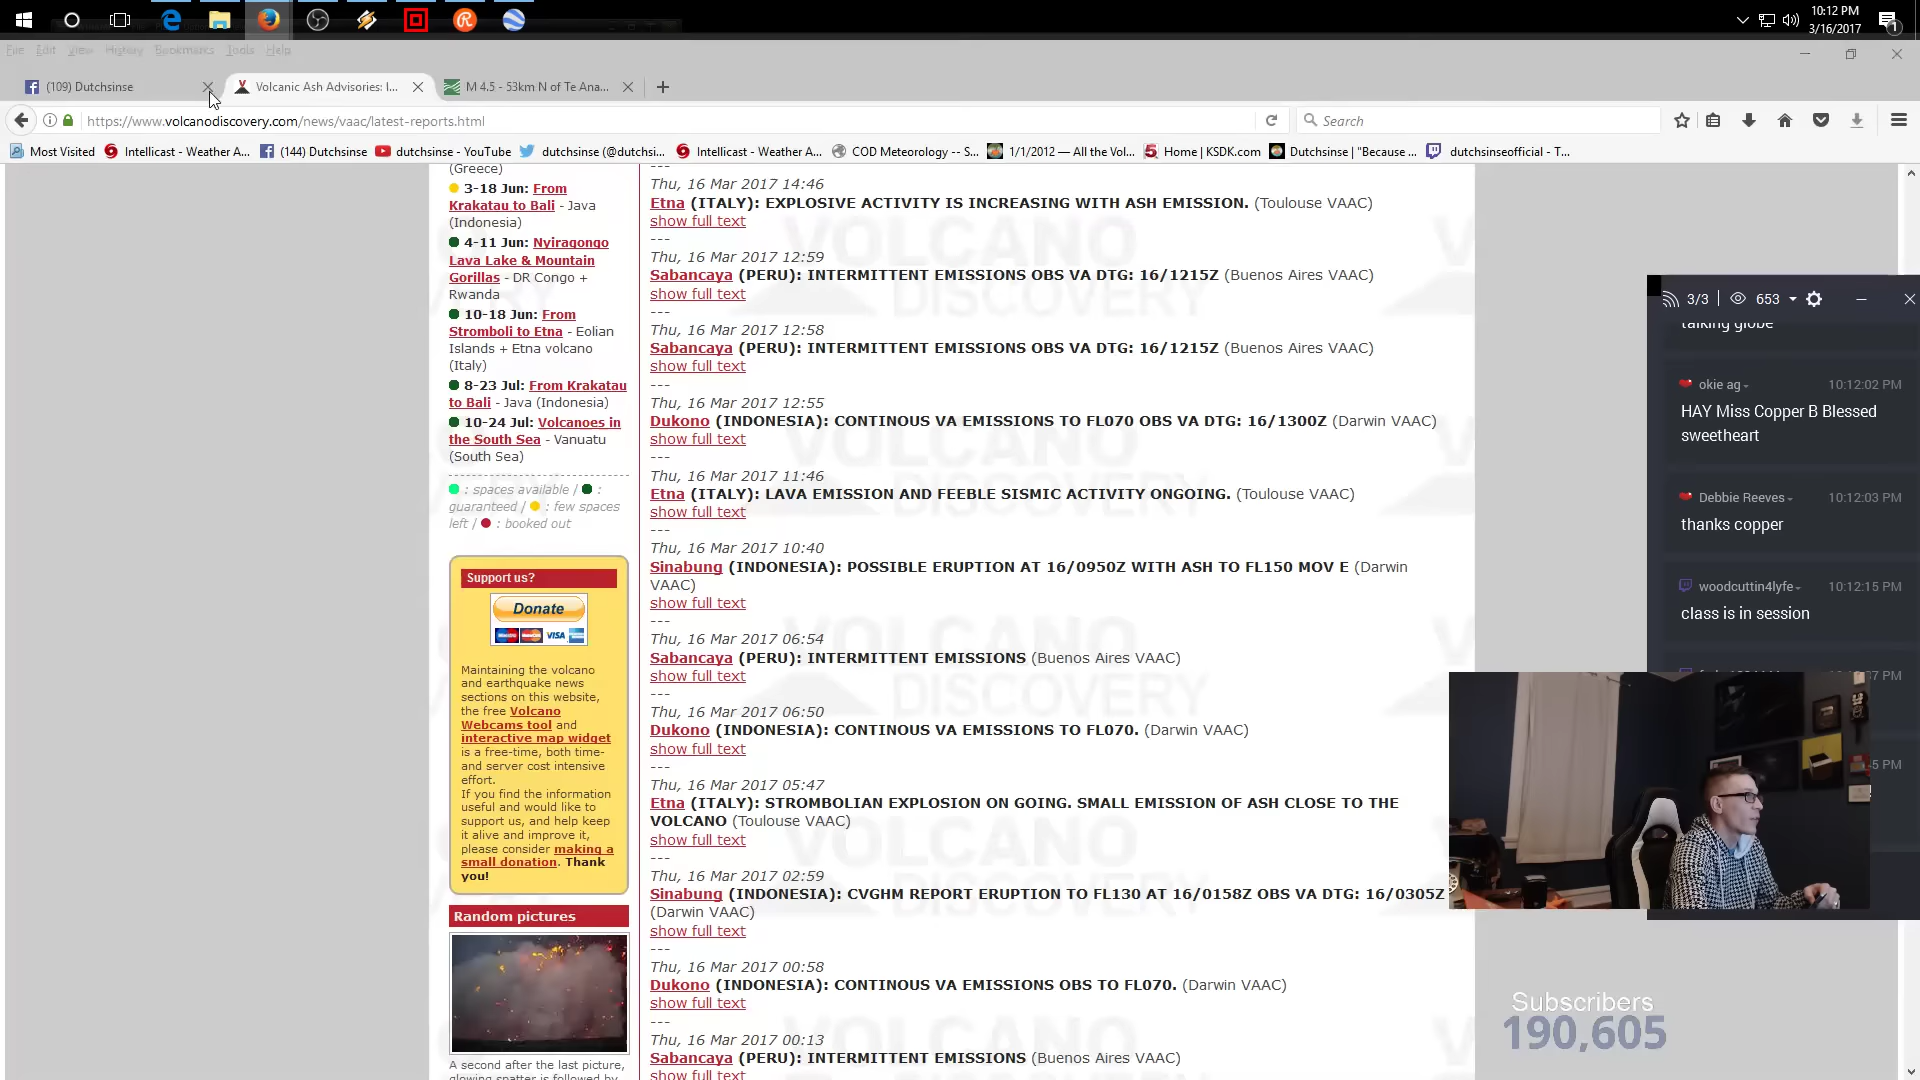 10:12 PM
3/16/2017
1
File Edit View History Bookmarks Tools Help
(109) Dutchsinse
Volcanic Ash Advisories: l...
M 4.5 - 53km N of Te Ana...
https://www.volcanodiscovery.com/news/vaac/latest-reports.html
Search
Most Visited
Intellicast - Weather A...
(144) Dutchsinse
dutchsinse - YouTube
dutchsinse (@dutchsi...
Intellicast - Weather A...
COD Meteorology -- S...
1/1/2012 — All the Vol...
Home | KSDK.com
Dutchsinse | "Because ...
dutchsinseofficial - T...
(Greece)
3-18 Jun: From
Krakatau to Bali - Java
(Indonesia)
4-11 Jun: Nyiragongo
Lava Lake & Mountain
Gorillas - DR Congo +
Rwanda
10-18 Jun: From
Stromboli to Etna - Eolian
Islands + Etna volcano
(Italy)
8-23 Jul: From Krakatau
to Bali - Java (Indonesia)
10-24 Jul: Volcanoes in
the South Sea - Vanuatu
(South Sea)
: spaces available / :
guaranteed / : few spaces
left / : booked out
Support us?
Donate
VISA
Maintaining the volcano
and earthquake news
sections on this website,
the free Volcano
Webcams tool and
interactive map widget
is a free-time, both time-
and server cost intensive
effort.
If you find the information
useful and would like to
support us, and help keep
it alive and improve it,
please consider making a
small donation. Thank
you!
Random pictures
A second after the last picture,
glowing spatter is followed by
---
Thu, 16 Mar 2017 14:46
Etna (ITALY): EXPLOSIVE ACTIVITY IS INCREASING WITH ASH EMISSION. (Toulouse VAAC)
show full text
---
Thu, 16 Mar 2017 12:59
Sabancaya (PERU): INTERMITTENT EMISSIONS OBS VA DTG: 16/1215Z (Buenos Aires VAAC)
show full text
---
Thu, 16 Mar 2017 12:58
Sabancaya (PERU): INTERMITTENT EMISSIONS OBS VA DTG: 16/1215Z (Buenos Aires VAAC)
show full text
---
Thu, 16 Mar 2017 12:55
Dukono (INDONESIA): CONTINOUS VA EMISSIONS TO FL070 OBS VA DTG: 16/1300Z (Darwin VAAC)
show full text
---
Thu, 16 Mar 2017 11:46
Etna (ITALY): LAVA EMISSION AND FEEBLE SISMIC ACTIVITY ONGOING. (Toulouse VAAC)
show full text
---
Thu, 16 Mar 2017 10:40
Sinabung (INDONESIA): POSSIBLE ERUPTION AT 16/0950Z WITH ASH TO FL150 MOV E (Darwin
VAAC)
show full text
---
Thu, 16 Mar 2017 06:54
Sabancaya (PERU): INTERMITTENT EMISSIONS (Buenos Aires VAAC)
show full text
---
Thu, 16 Mar 2017 06:50
Dukono (INDONESIA): CONTINOUS VA EMISSIONS TO FL070. (Darwin VAAC)
show full text
---
Thu, 16 Mar 2017 05:47
Etna (ITALY): STROMBOLIAN EXPLOSION ON GOING. SMALL EMISSION OF ASH CLOSE TO THE
VOLCANO (Toulouse VAAC)
show full text
---
Thu, 16 Mar 2017 02:59
Sinabung (INDONESIA): CVGHM REPORT ERUPTION TO FL130 AT 16/0158Z OBS VA DTG: 16/0305Z
(Darwin VAAC)
show full text
---
Thu, 16 Mar 2017 00:58
Dukono (INDONESIA): CONTINOUS VA EMISSIONS OBS TO FL070. (Darwin VAAC)
show full text
---
Thu, 16 Mar 2017 00:13
Sabancaya (PERU): INTERMITTENT EMISSIONS (Buenos Aires VAAC)
show full text
VOLCANO
DISCOVERY
3/3 653
talking globe
okie ag 10:12:02 PM
HAY Miss Copper B Blessed
sweetheart
Debbie Reeves 10:12:03 PM
thanks copper
woodcuttin4lyfe 10:12:15 PM
class is in session
Subscribers
190,605